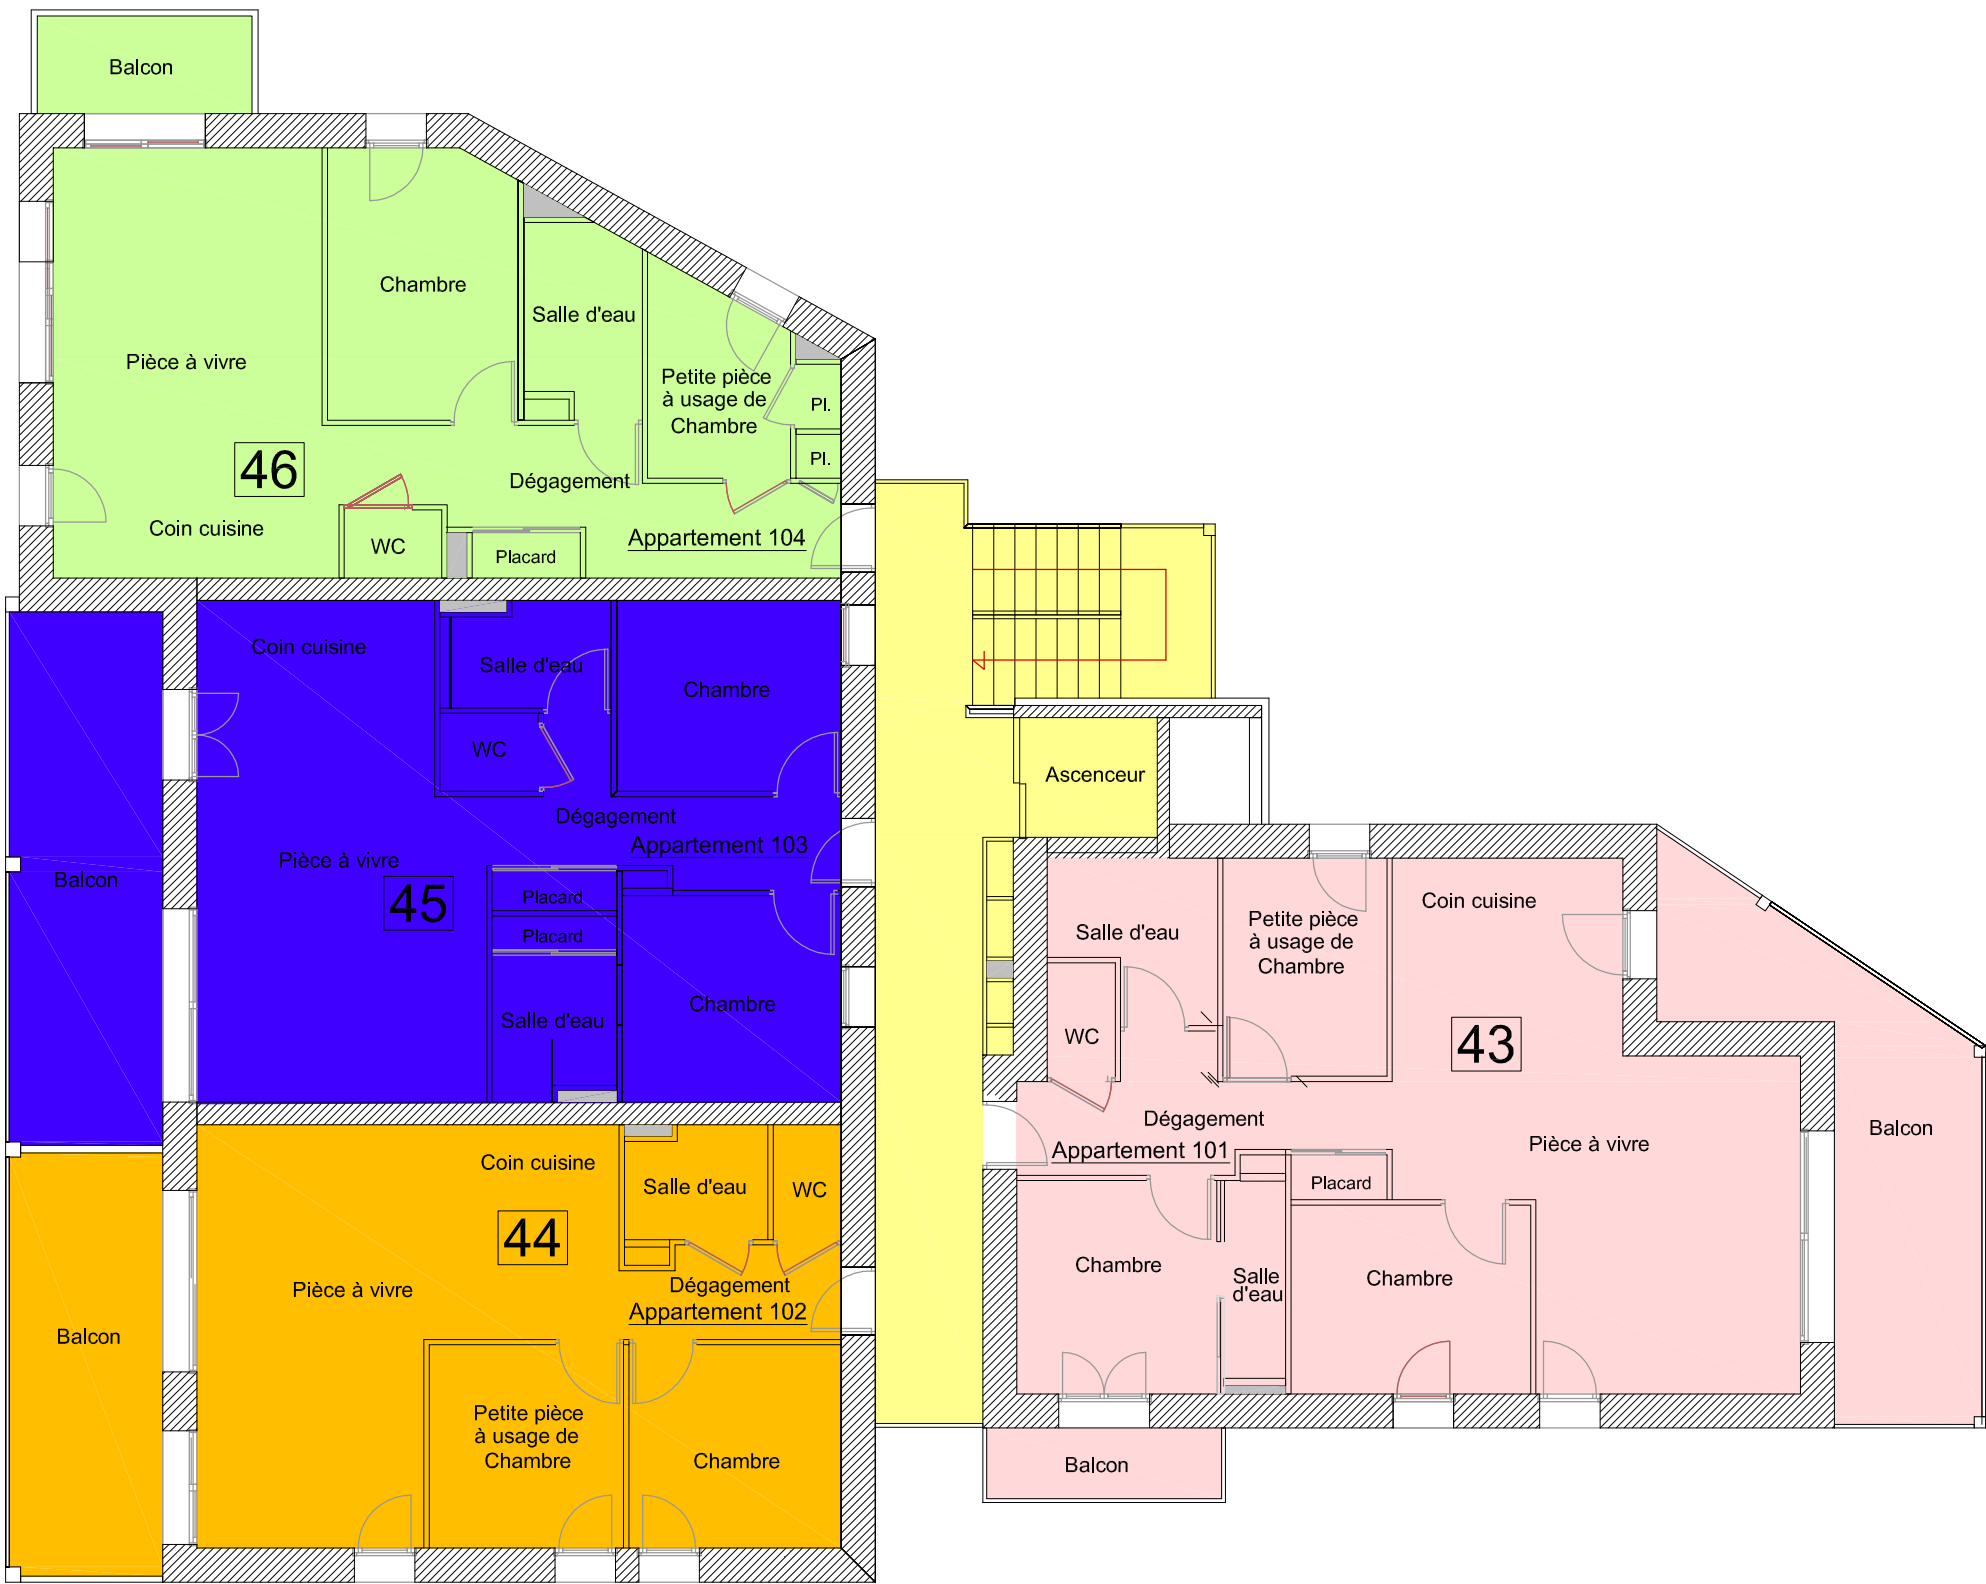 Balcon
Chambre
Salle d'eau
Pièce à vivre
Petite pièce
à usage de
Chambre
Pl.
Pl.
46
Dégagement
Coin cuisine
WC
Placard
Appartement 104
Coin cuisine
Salle d'eau
Chambre
WC
Dégagement
Appartement 103
Pièce à vivre
Balcon
45
Placard
Placard
Chambre
Salle d'eau
Ascenceur
Coin cuisine
Petite pièce
à usage de
Chambre
Salle d'eau
WC
43
Dégagement
Appartement 101
Pièce à vivre
Balcon
Placard
Chambre
Salle
d'eau
Chambre
Balcon
Coin cuisine
Salle d'eau
WC
44
Dégagement
Appartement 102
Pièce à vivre
Balcon
Petite pièce
à usage de
Chambre
Chambre